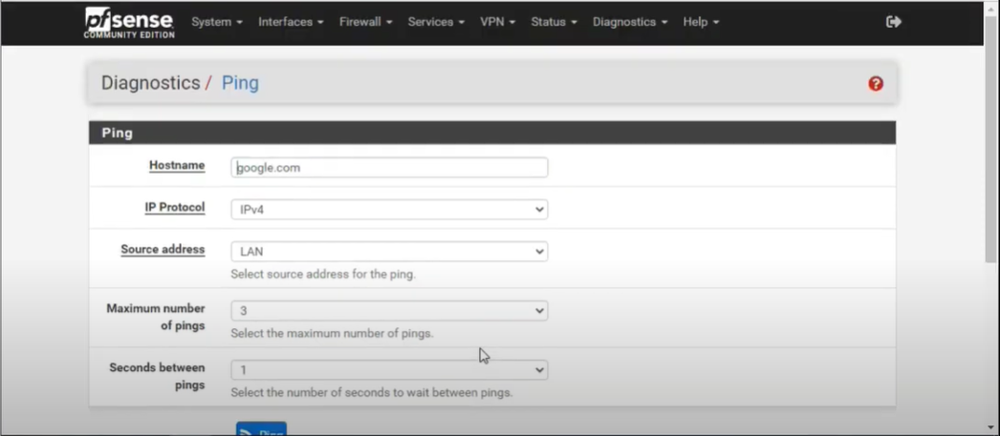 pfsense System Interfaces Firewall Services VPN Status Diagnostics Help
COMMUNITY EDITION
Diagnostics / Ping
Ping
Hostname google.com
IP Protocol IPv4
Source address LAN
Select source address for the ping.
Maximum number of pings 3
Select the maximum number of pings.
Seconds between pings 1
Select the number of seconds to wait between pings.
Ping